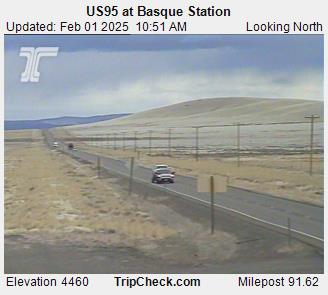 US95 at Basque Station
Updated: Feb 01 2025 10:51 AM Looking North
Elevation 4460 TripCheck.com Milepost 91.62